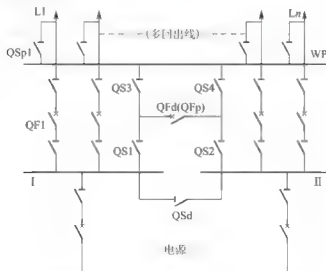 L1
(多回出线)
Ln
QSp1
WP
QS3
QS4
QFd(QFp)
QF1
QS1
QS2
I
II
QSd
电源